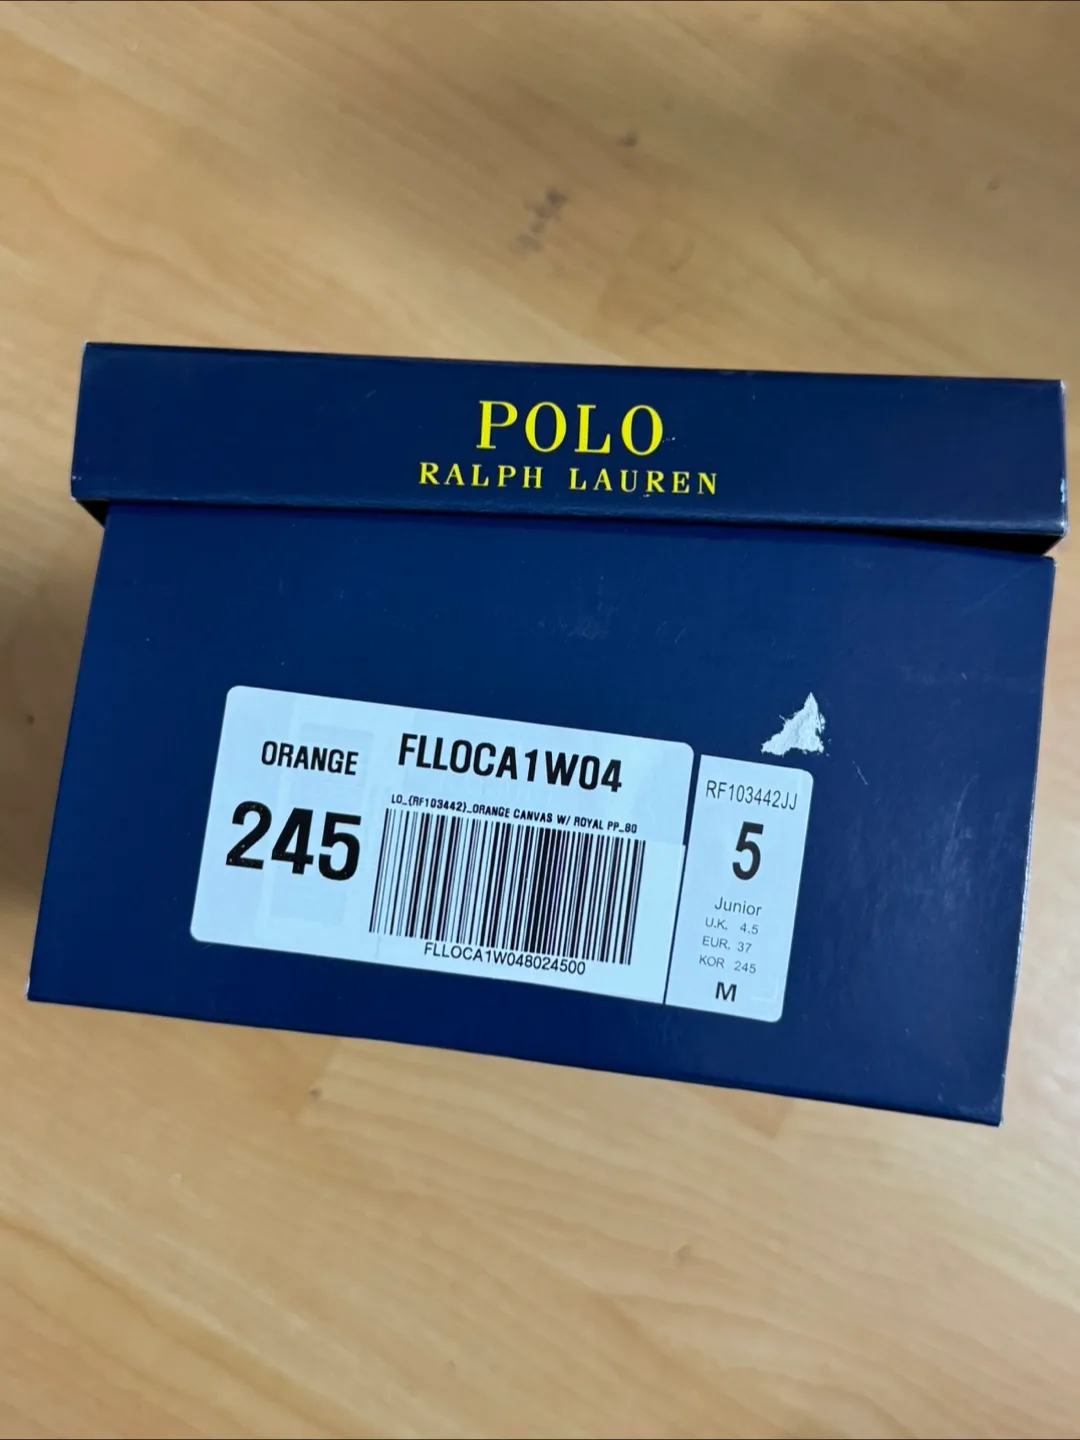 POLO
RALPH LAUREN
ORANGE
FLLOCA1W04
245
LO_(RF103442)_ORANGE CANVAS W/ ROYAL PP_80
FLLOCA1W048024500
RF103442JJ
5
Junior
U.K. 4.5
EUR. 37
KOR 245
M